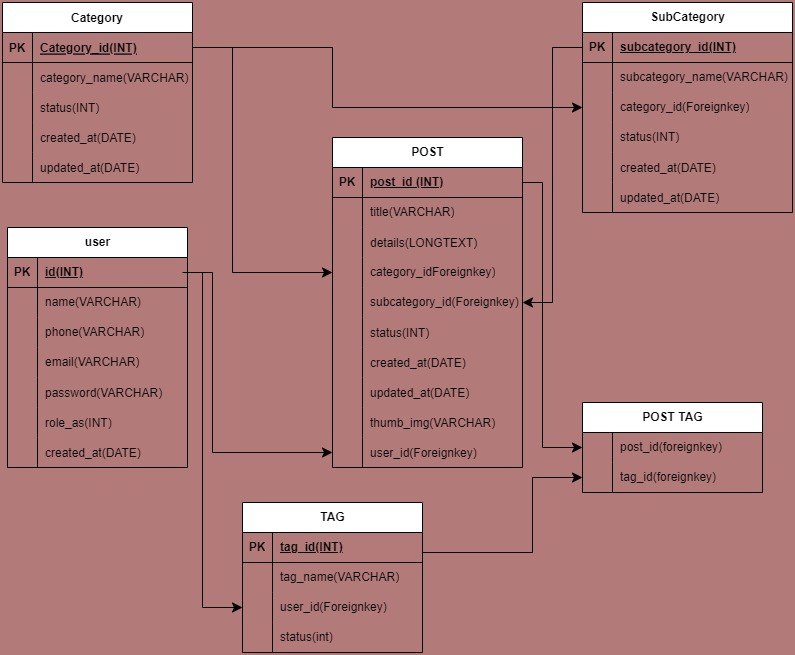 Category
PK Category_id(INT)
category_name(VARCHAR)
status(INT)
created_at(DATE)
updated_at(DATE)
SubCategory
PK subcategory_id(INT)
subcategory_name(VARCHAR)
category_id(Foreignkey)
status(INT)
created_at(DATE)
updated_at(DATE)
POST
PK post_id (INT)
title(VARCHAR)
details(LONGTEXT)
category_idForeignkey)
subcategory_id(Foreignkey)
status(INT)
created_at(DATE)
updated_at(DATE)
thumb_img(VARCHAR)
user_id(Foreignkey)
user
PK id(INT)
name(VARCHAR)
phone(VARCHAR)
email(VARCHAR)
password(VARCHAR)
role_as(INT)
created_at(DATE)
POST TAG
post_id(foreignkey)
tag_id(foreignkey)
TAG
PK tag_id(INT)
tag_name(VARCHAR)
user_id(Foreignkey)
status(int)